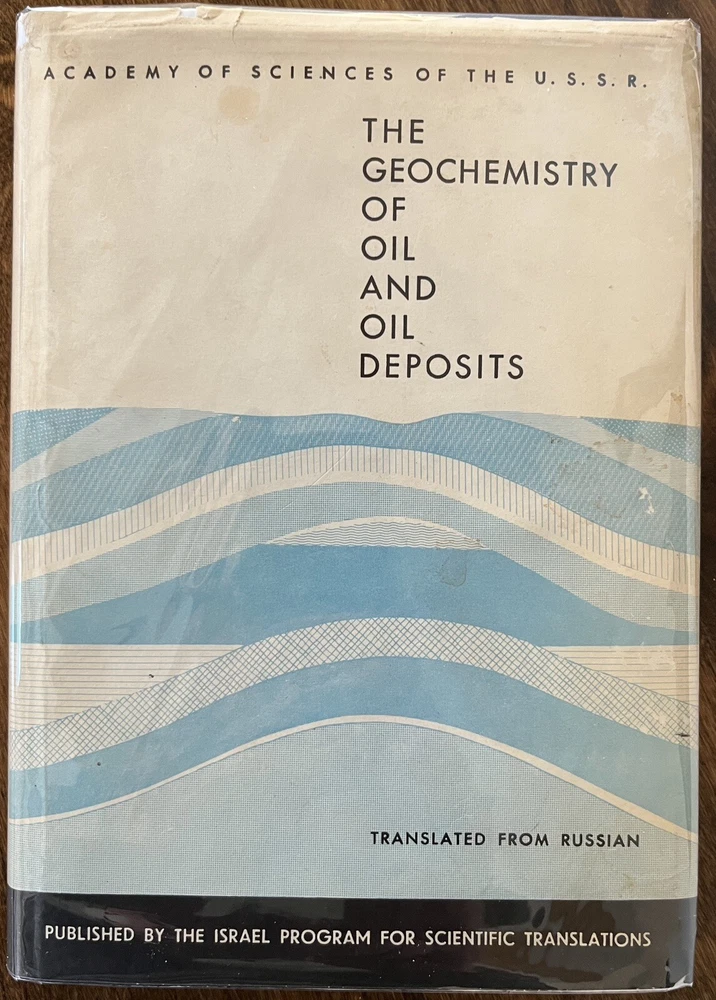 ACADEMY OF SCIENCES OF THE U.S.S.R.
THE
GEOCHEMISTRY
OF
OIL
AND
OIL
DEPOSITS
TRANSLATED FROM RUSSIAN
PUBLISHED BY THE ISRAEL PROGRAM FOR SCIENTIFIC TRANSLATIONS